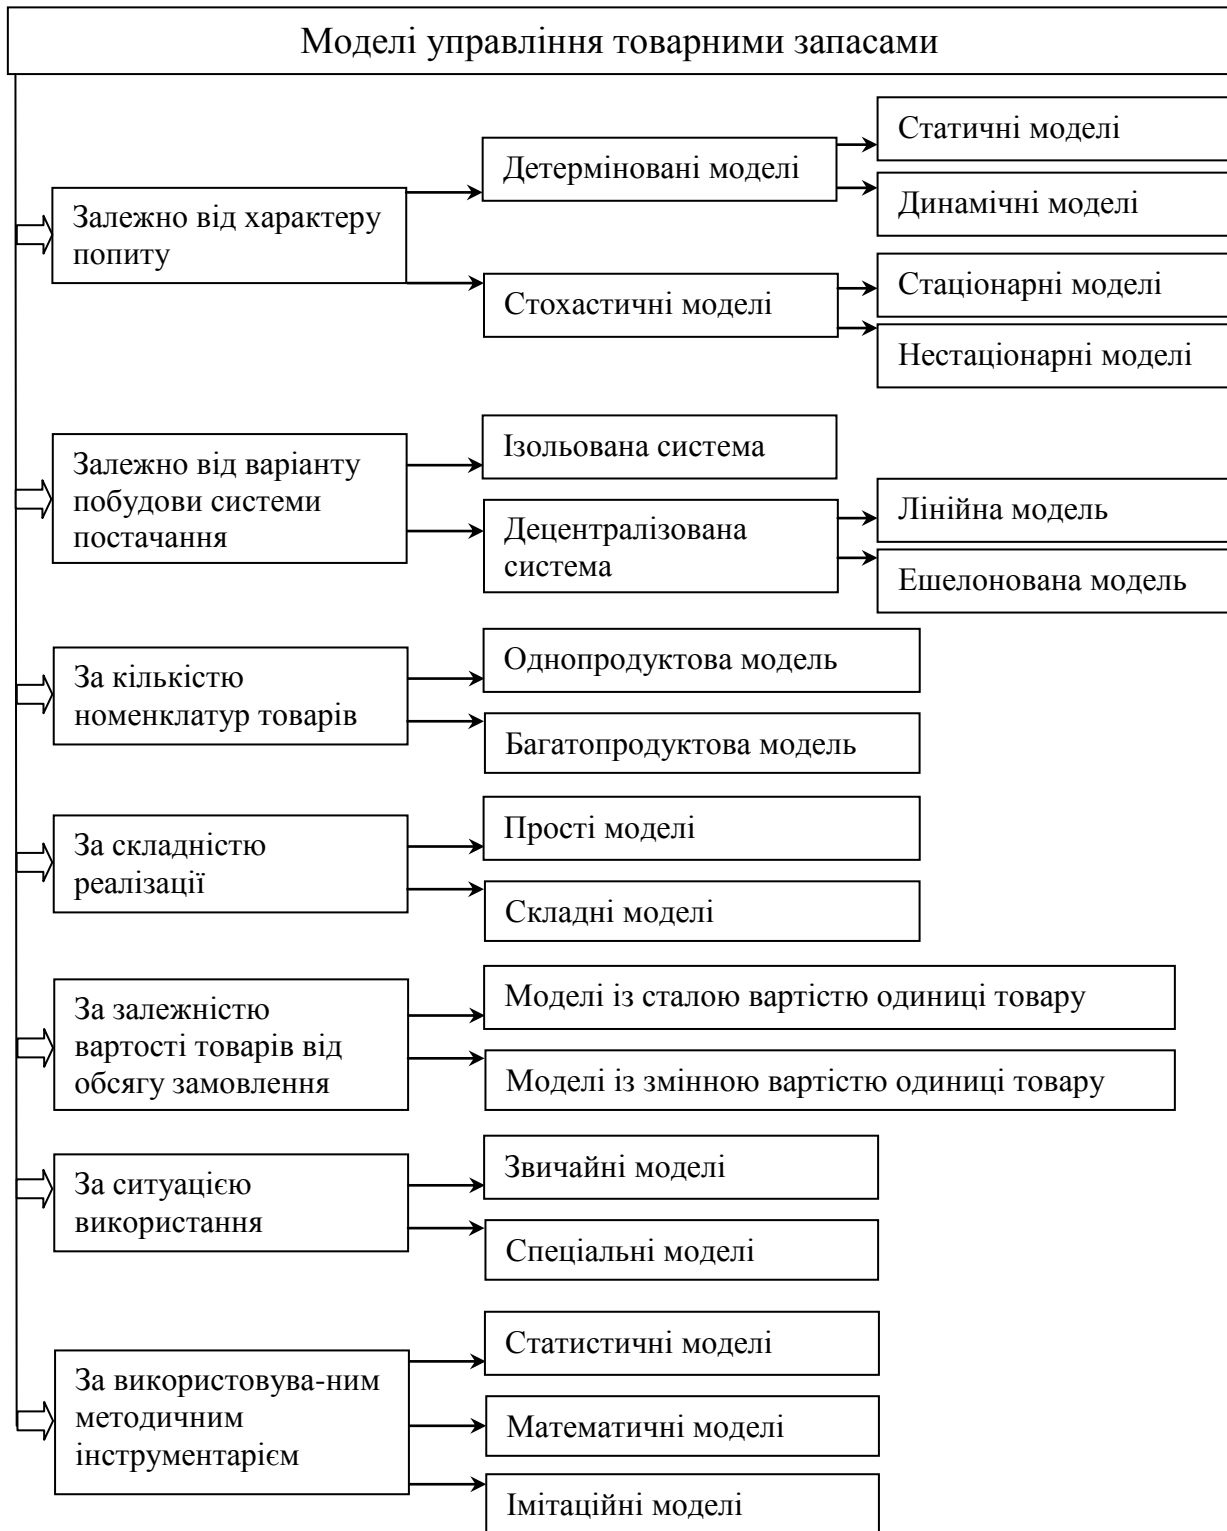 Моделі управління товарними запасами
Залежно від характеру
попиту
Детерміновані моделі
Статичні моделі
Динамічні моделі
Стохастичні моделі
Стаціонарні моделі
Нестаціонарні моделі
Залежно від варіанту
побудови системи
постачання
Ізольована система
Децентралізована
система
Лінійна модель
Ешелонована модель
За кількістю
номенклатур товарів
Однопродуктова модель
Багатопродуктова модель
За складністю
реалізації
Прості моделі
Складні моделі
За залежністю
вартості товарів від
обсягу замовлення
Моделі із сталою вартістю одиниці товару
Моделі із змінною вартістю одиниці товару
За ситуацією
використання
Звичайні моделі
Спеціальні моделі
За використовува-ним
методичним
інструментарієм
Статистичні моделі
Математичні моделі
Імітаційні моделі